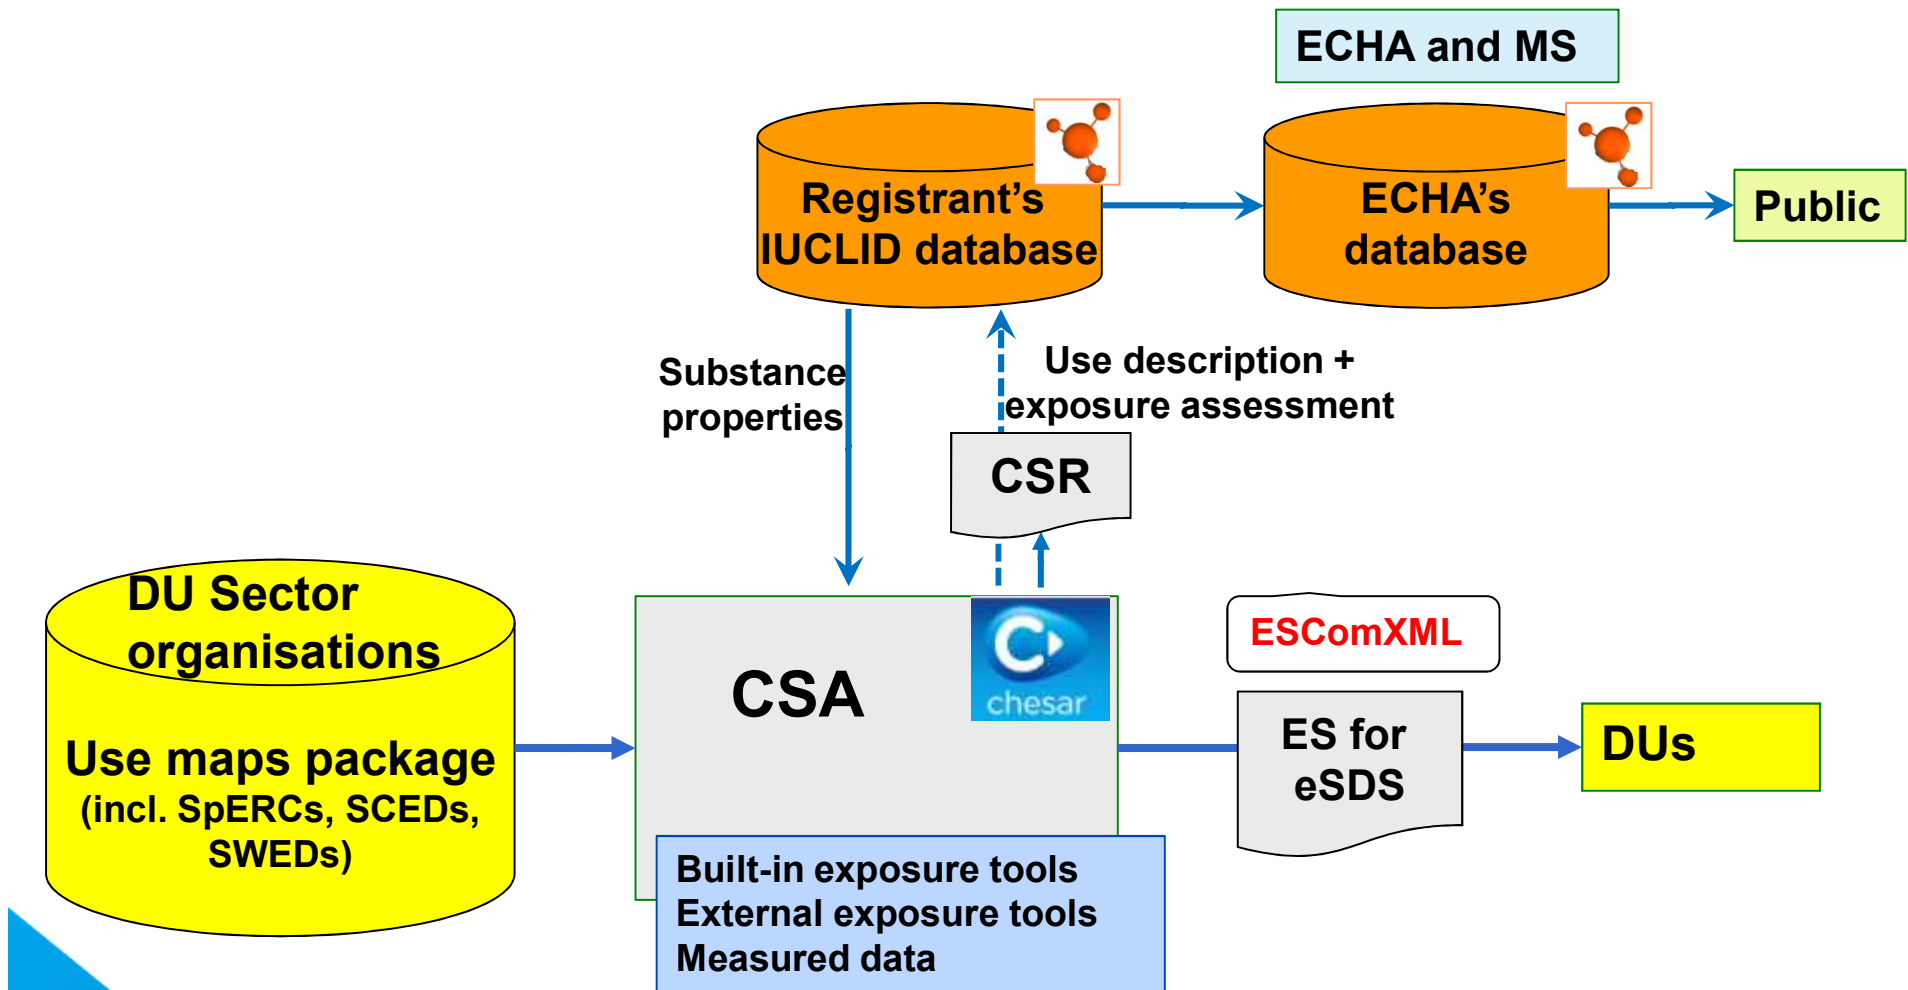 ECHA and MS
Registrant's
IUCLID database
ECHA's
database
Public
Substance
properties
Use description +
exposure assessment
CSR
DU Sector
organisations
Use maps package
(incl. SpERCs, SCEDs,
SWEDs)
CSA
chesar
ESComXML
ES for
eSDS
DUs
Built-in exposure tools
External exposure tools
Measured data